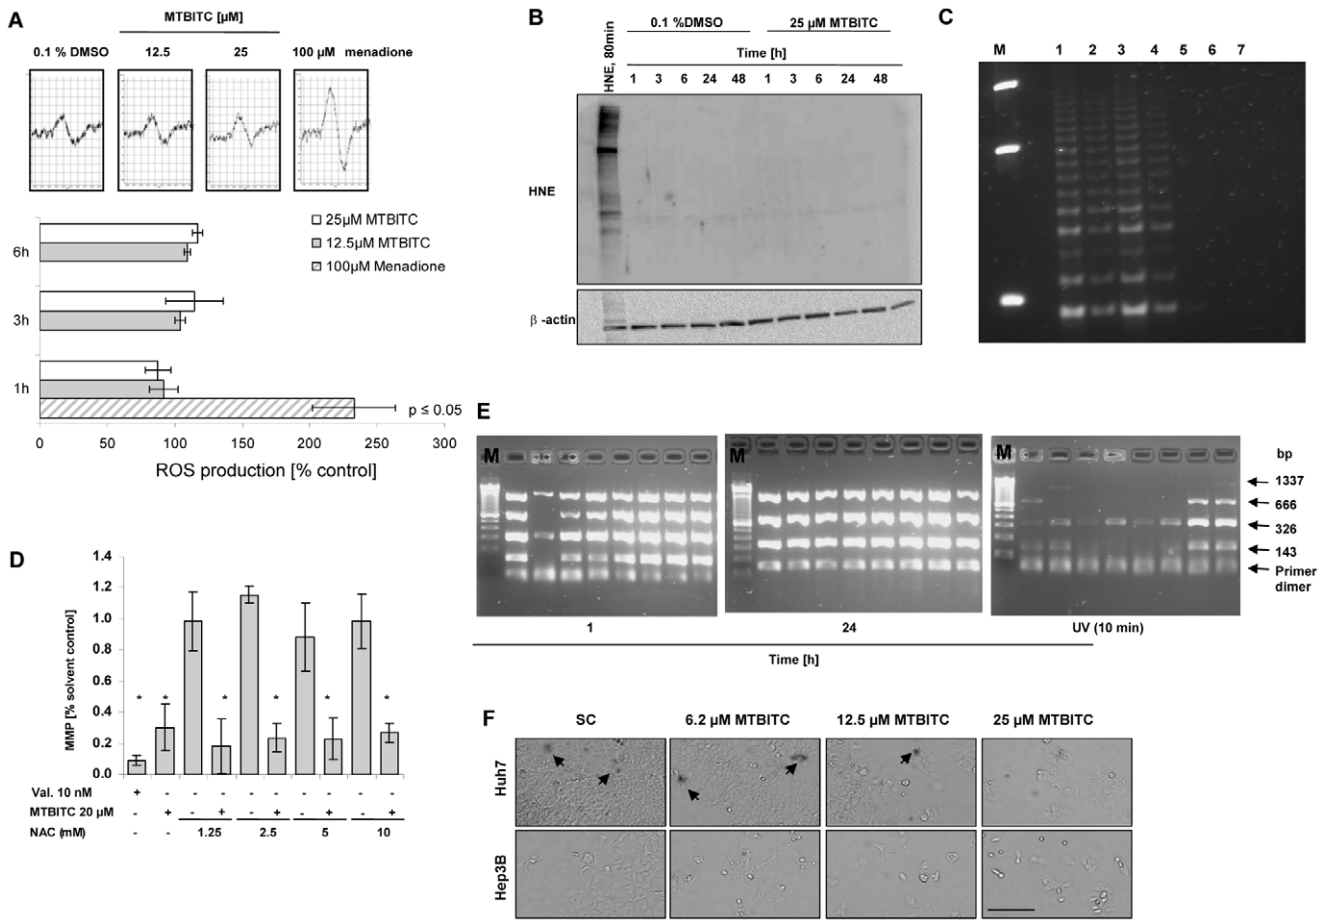 A
MTBITC [µM]
0.1 % DMSO 12.5 25 100 µM menadione
25µM MTBITC
12.5µM MTBITC
100µM Menadione
6h
3h
1h
p ≤ 0.05
0 50 100 150 200 250 300
ROS production [% control]
B
HNE, 80min
0.1 %DMSO 25 µM MTBITC
Time [h]
1 3 6 24 48 1 3 6 24 48
HNE
β -actin
C
M 1 2 3 4 5 6 7
D
MMP [% solvent control]
1.4
1.2
1.0
0.8
0.6
0.4
0.2
0.0
* * * * * *
Val. 10 nM + - - - - - - - -
MTBITC 20 µM - + - + - + - + - +
NAC (mM) - - 1.25 2.5 5 10
E
M M M
bp
1337
666
326
143
Primer
dimer
1 24 UV (10 min)
Time [h]
F
SC 6.2 µM MTBITC 12.5 µM MTBITC 25 µM MTBITC
Huh7
Hep3B